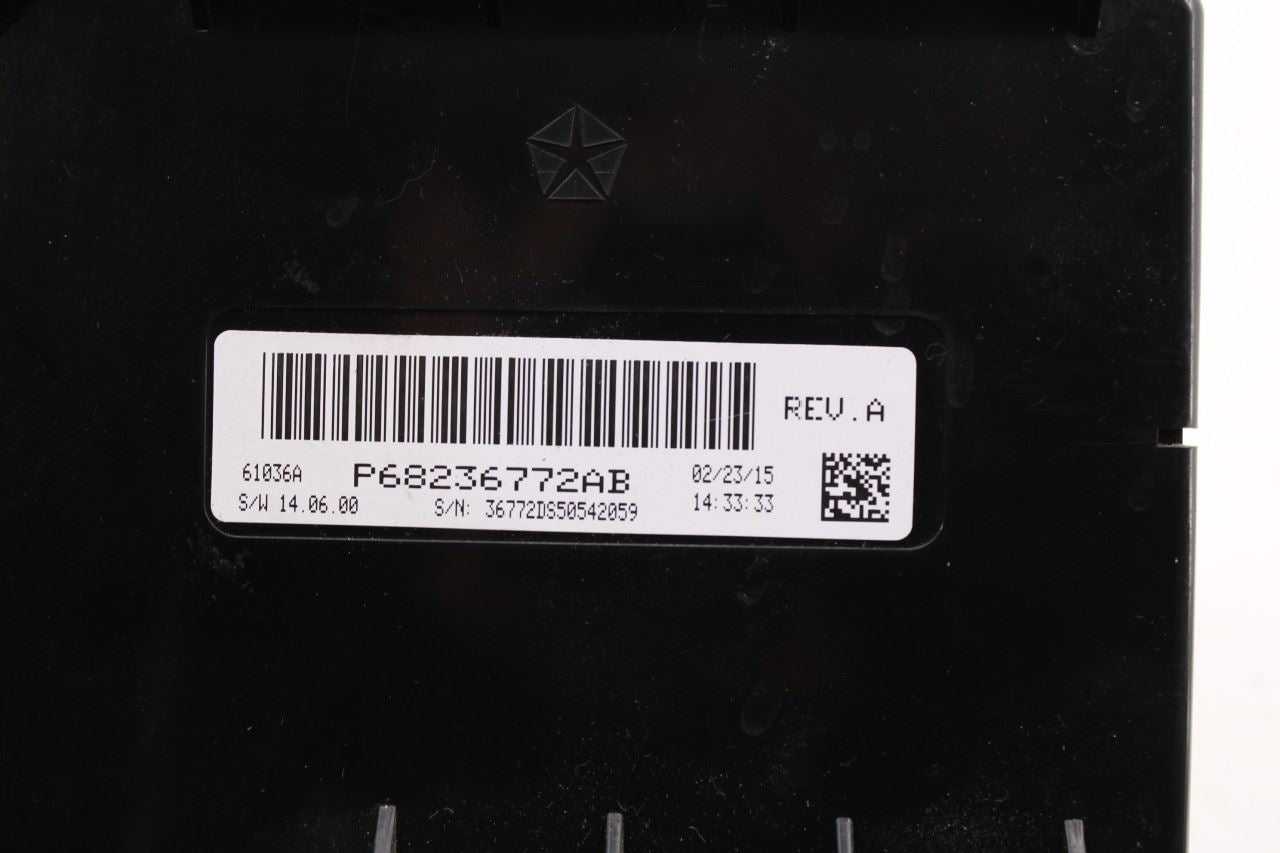 REV.A
61036A P68236772AB 02/23/15
S/W 14.06.00 S/N: 36772DS50542059 14:33:33